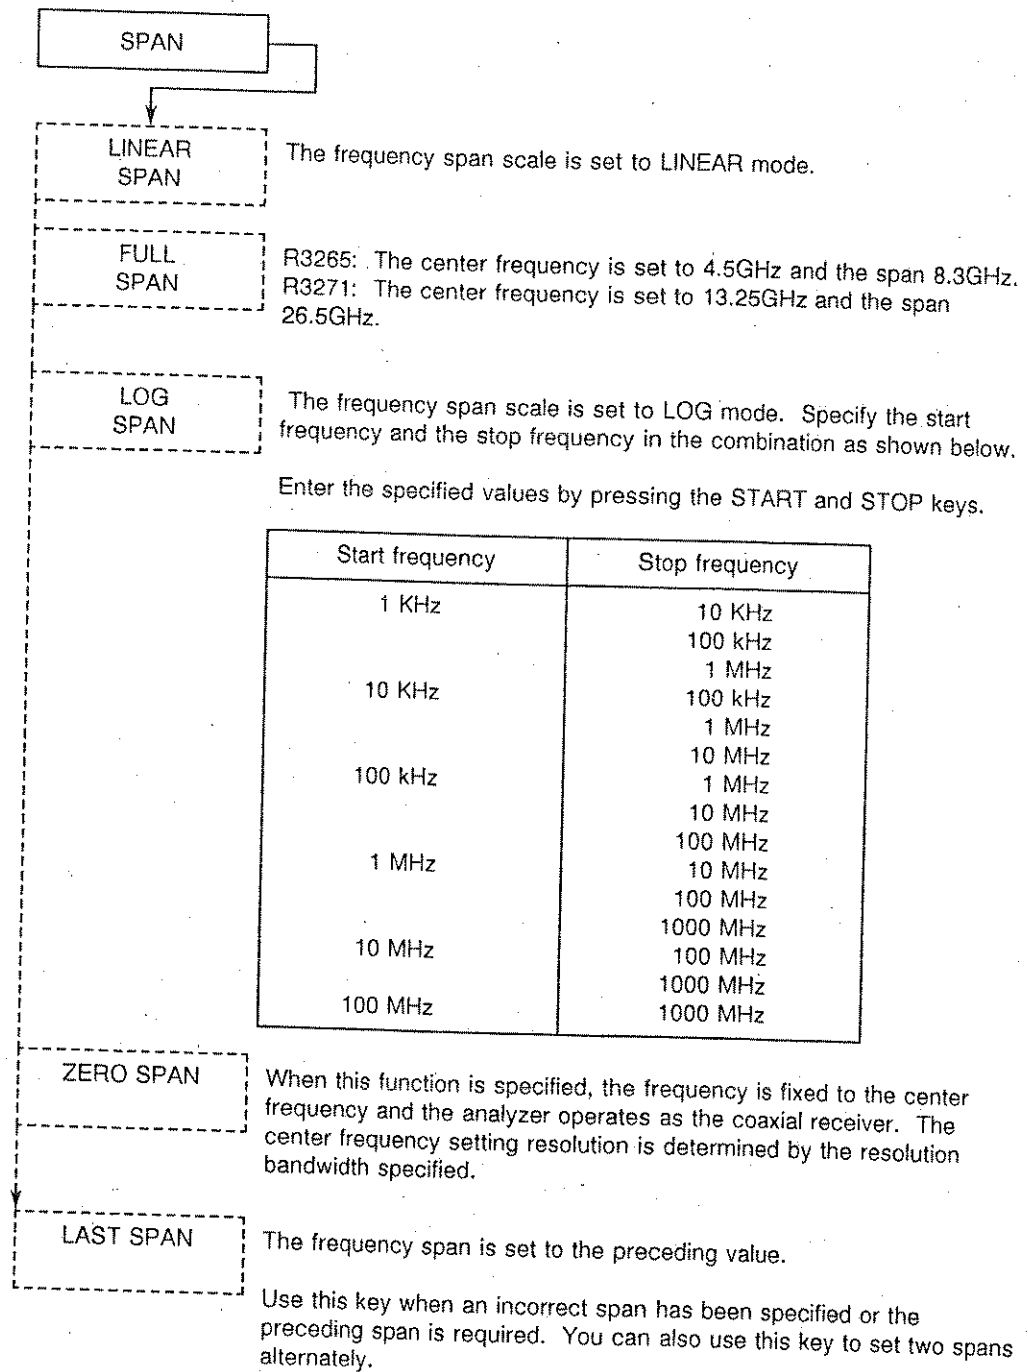 SPAN
LINEAR
SPAN
The frequency span scale is set to LINEAR mode.
FULL
SPAN
R3265: The center frequency is set to 4.5GHz and the span 8.3GHz.
R3271: The center frequency is set to 13.25GHz and the span
26.5GHz.
LOG
SPAN
The frequency span scale is set to LOG mode. Specify the start
frequency and the stop frequency in the combination as shown below.
Enter the specified values by pressing the START and STOP keys.
Start frequency Stop frequency
1 KHz 10 KHz
100 kHz
1 MHz
10 KHz 100 kHz
1 MHz
10 MHz
100 kHz 1 MHz
10 MHz
100 MHz
1 MHz 10 MHz
100 MHz
1000 MHz
10 MHz 100 MHz
1000 MHz
100 MHz 1000 MHz
ZERO SPAN
When this function is specified, the frequency is fixed to the center
frequency and the analyzer operates as the coaxial receiver. The
center frequency setting resolution is determined by the resolution
bandwidth specified.
LAST SPAN
The frequency span is set to the preceding value.
Use this key when an incorrect span has been specified or the
preceding span is required. You can also use this key to set two spans
alternately.